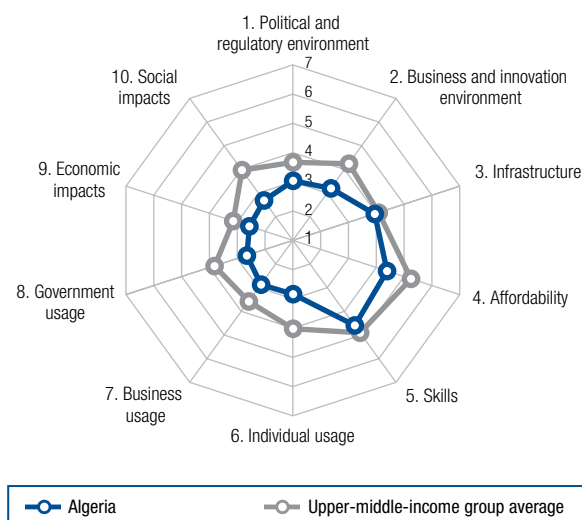 1. Political and
regulatory environment
2. Business and innovation
environment
3. Infrastructure
4. Affordability
5. Skills
6. Individual usage
7. Business
usage
8. Government
usage
9. Economic
impacts
10. Social
impacts
7
6
5
4
3
2
1
Algeria
Upper-middle-income group average